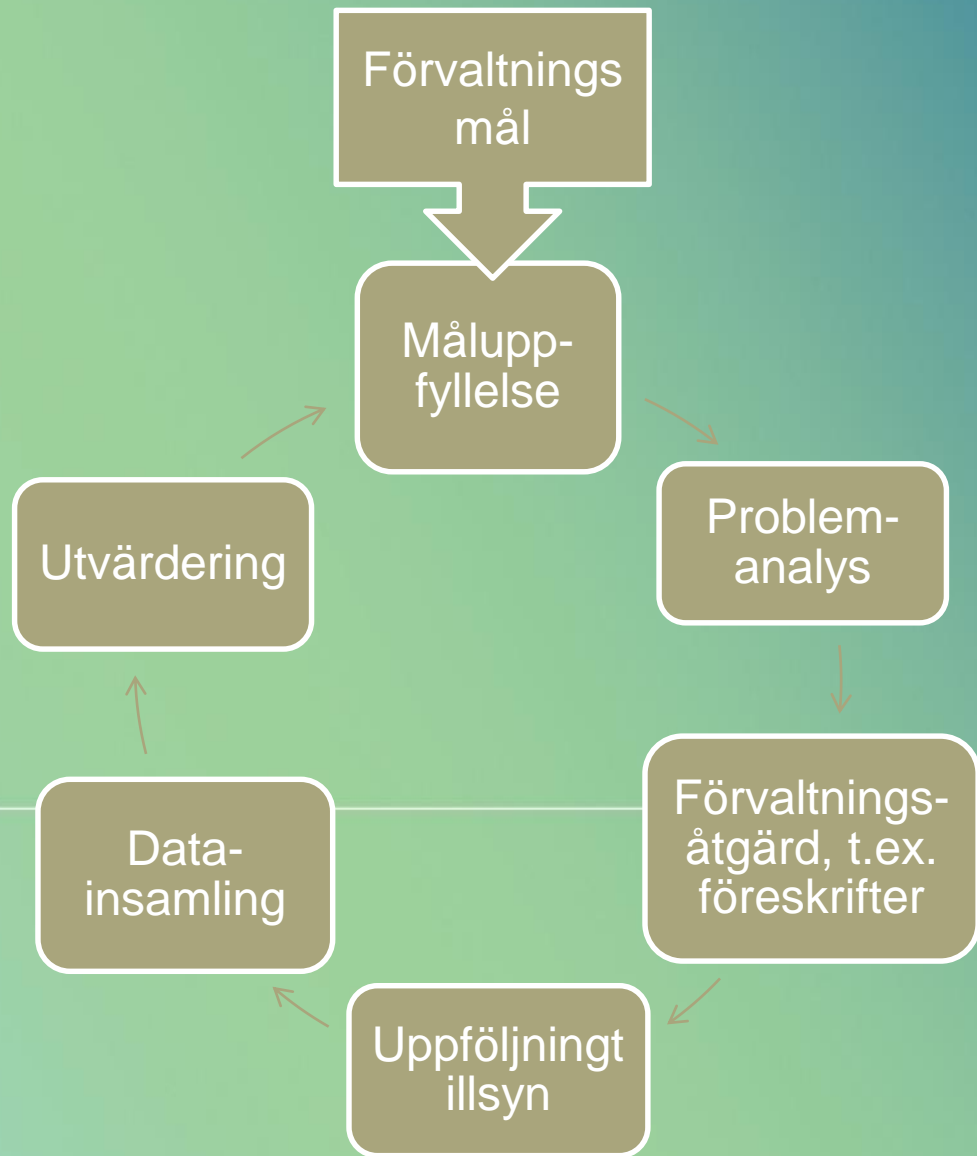 Förvaltnings
mål
Målupp-
fyllelse
Problem-
analys
Förvaltnings-
åtgärd, t.ex.
föreskrifter
Uppföljningt
illsyn
Data-
insamling
Utvärdering